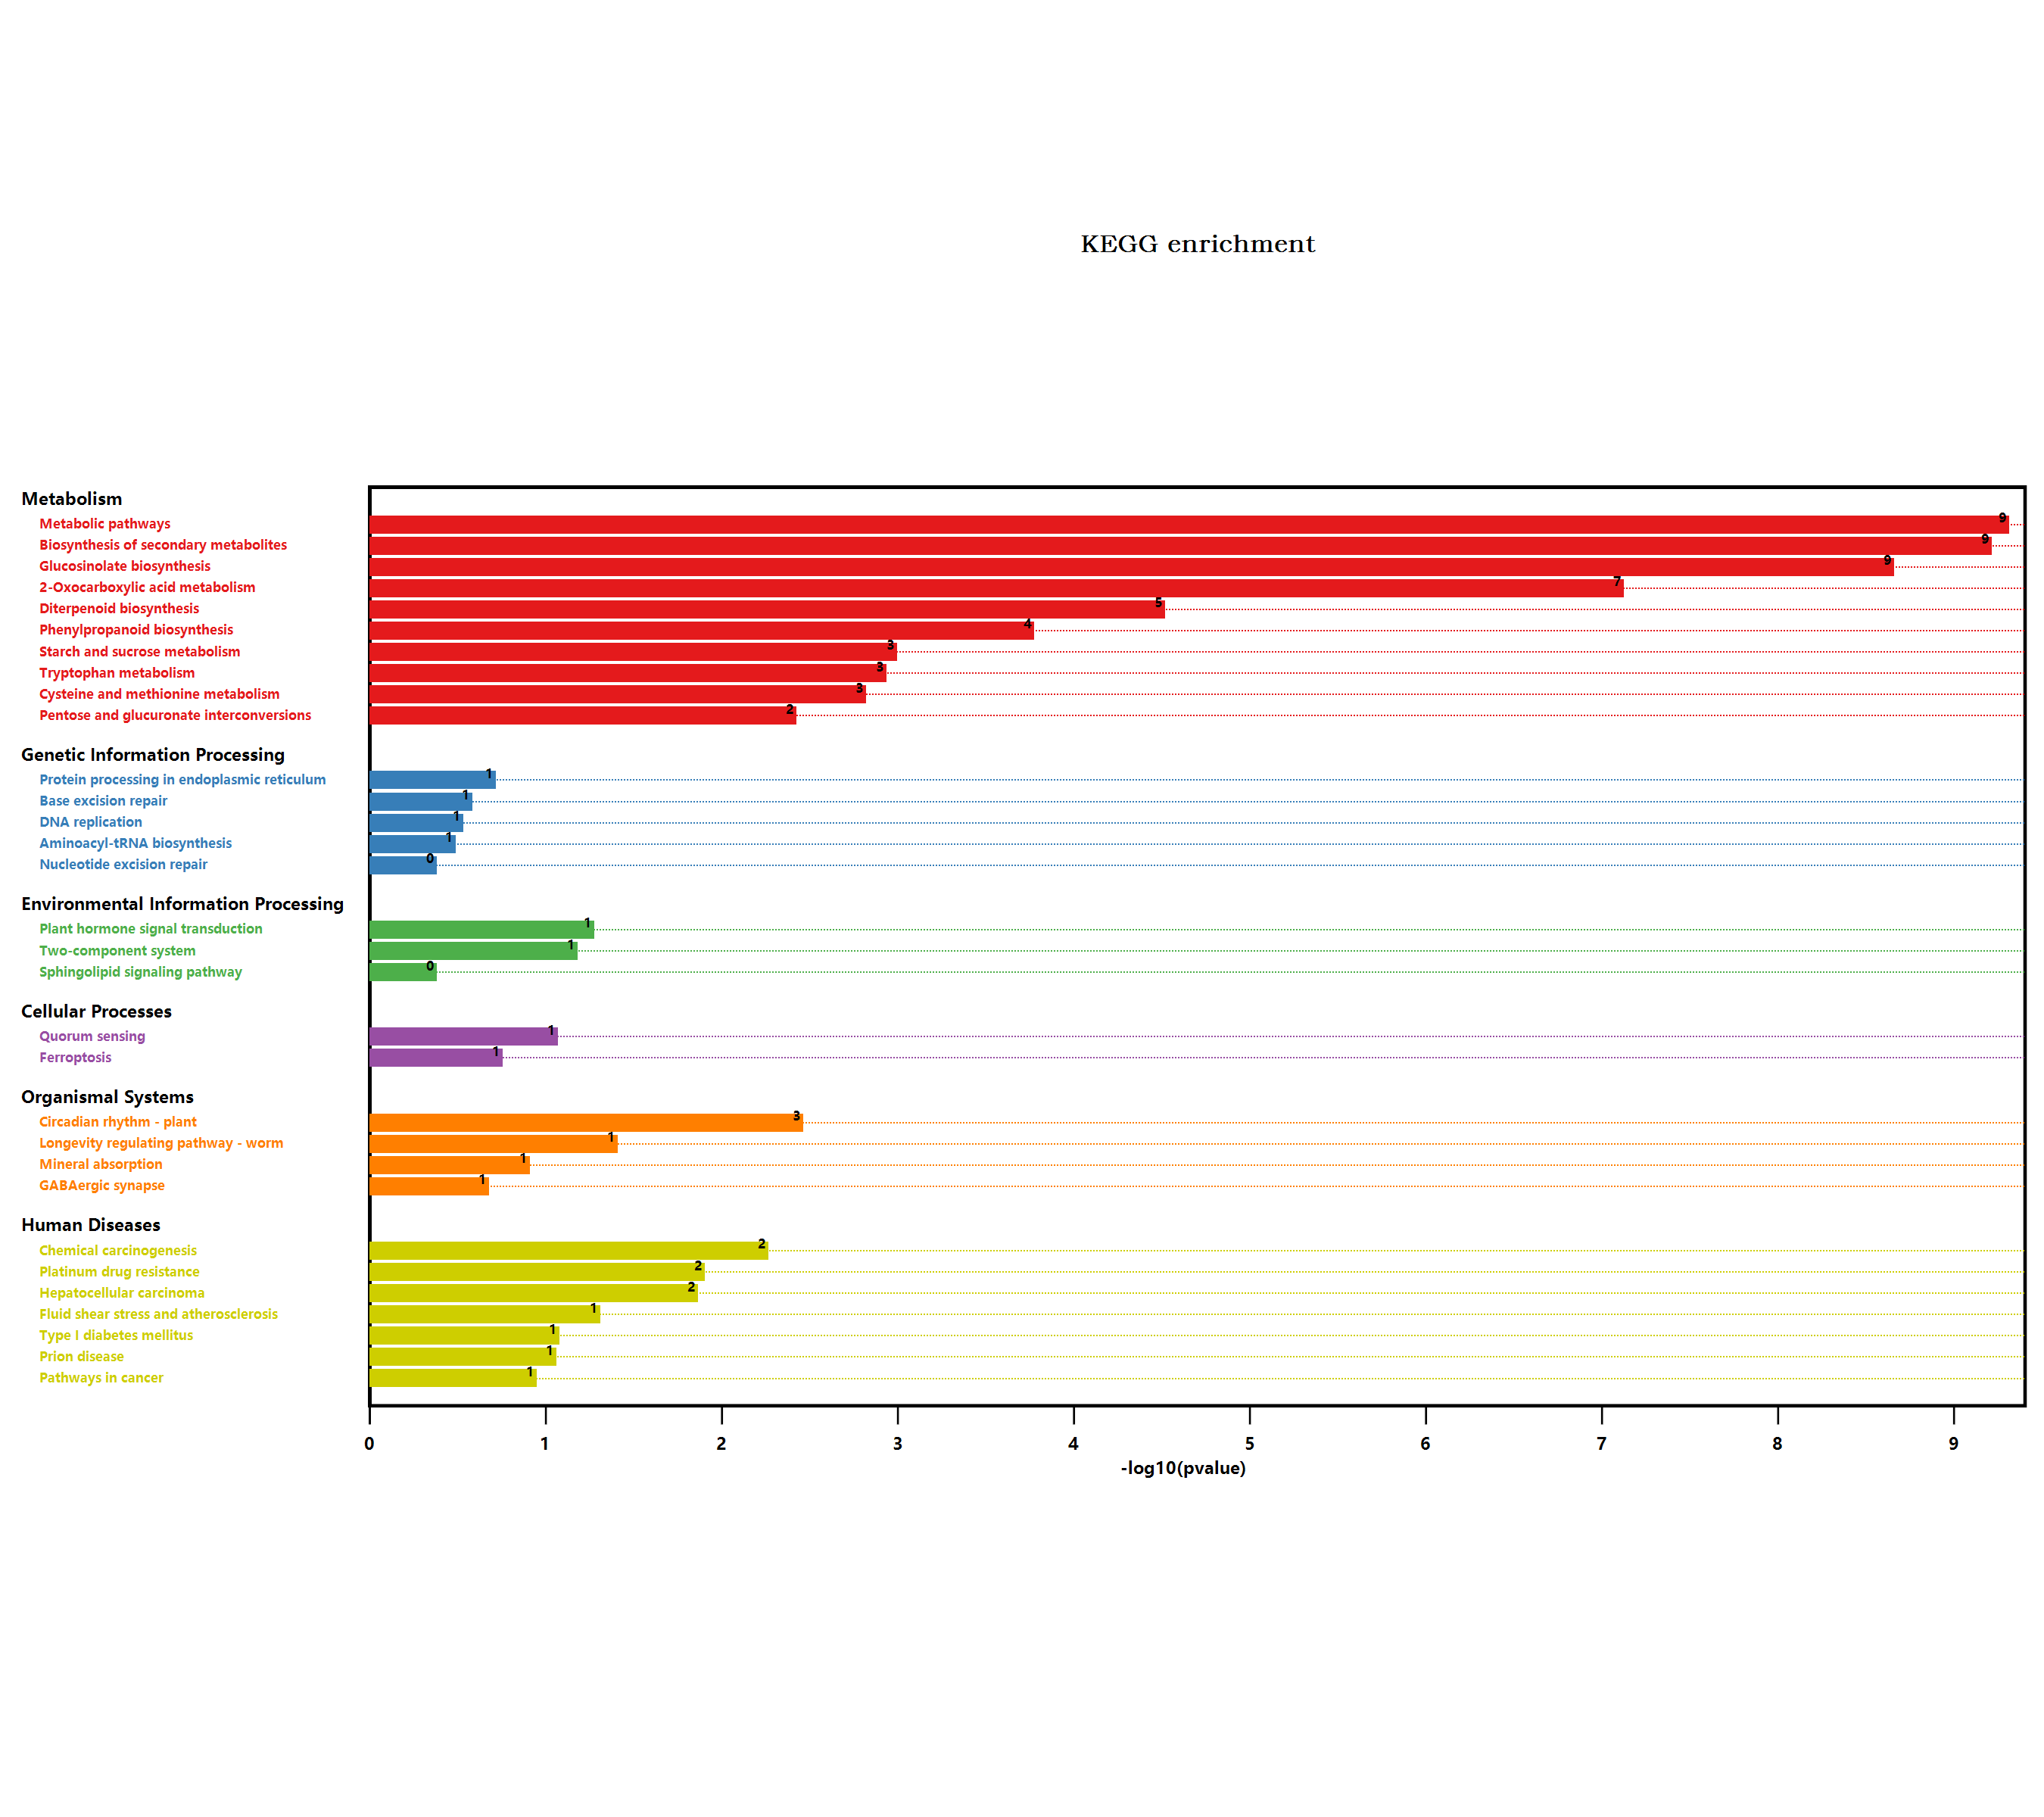 KEGG enrichment
Metabolism
Metabolic pathways 9
Biosynthesis of secondary metabolites 9
Glucosinolate biosynthesis 9
2-Oxocarboxylic acid metabolism 7
Diterpenoid biosynthesis 5
Phenylpropanoid biosynthesis 4
Starch and sucrose metabolism 3
Tryptophan metabolism 3
Cysteine and methionine metabolism 3
Pentose and glucuronate interconversions 2
Genetic Information Processing
Protein processing in endoplasmic reticulum 1
Base excision repair 1
DNA replication 1
Aminoacyl-tRNA biosynthesis 1
Nucleotide excision repair 0
Environmental Information Processing
Plant hormone signal transduction 1
Two-component system 1
Sphingolipid signaling pathway 0
Cellular Processes
Quorum sensing 1
Ferroptosis 1
Organismal Systems
Circadian rhythm - plant 3
Longevity regulating pathway - worm 1
Mineral absorption 1
GABAergic synapse 1
Human Diseases
Chemical carcinogenesis 2
Platinum drug resistance 2
Hepatocellular carcinoma 2
Fluid shear stress and atherosclerosis 1
Type I diabetes mellitus 1
Prion disease 1
Pathways in cancer 1
0 1 2 3 4 5 6 7 8 9
-log10(pvalue)